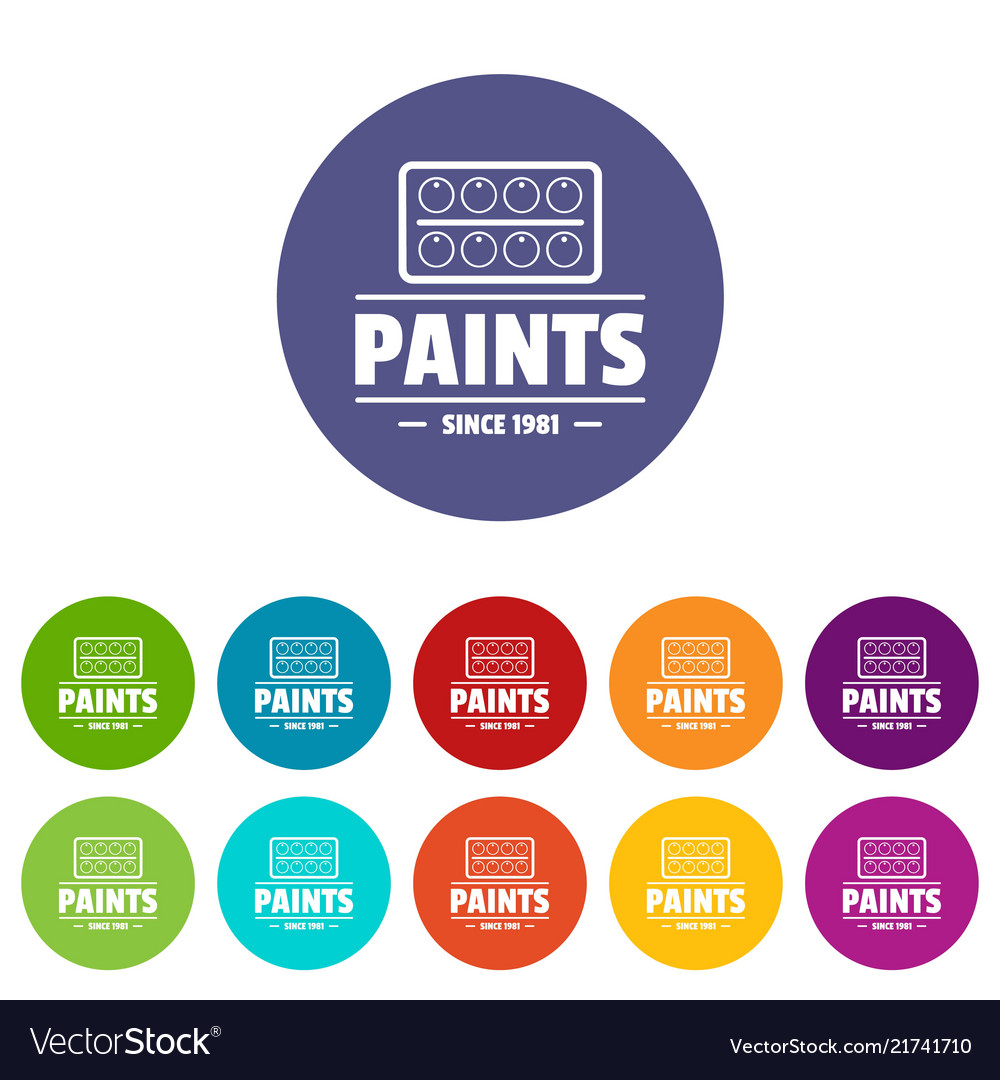 PAINTS
SINCE 1981
PAINTS PAINTS PAINTS PAINTS PAINTS
SINCE 1981 SINCE 1981 SINCE 1981 SINCE 1981 SINCE 1981
PAINTS PAINTS PAINTS PAINTS PAINTS
SINCE 1981 SINCE 1981 SINCE 1981 SINCE 1981 SINCE 1981
VectorStock® VectorStock.com/21741710